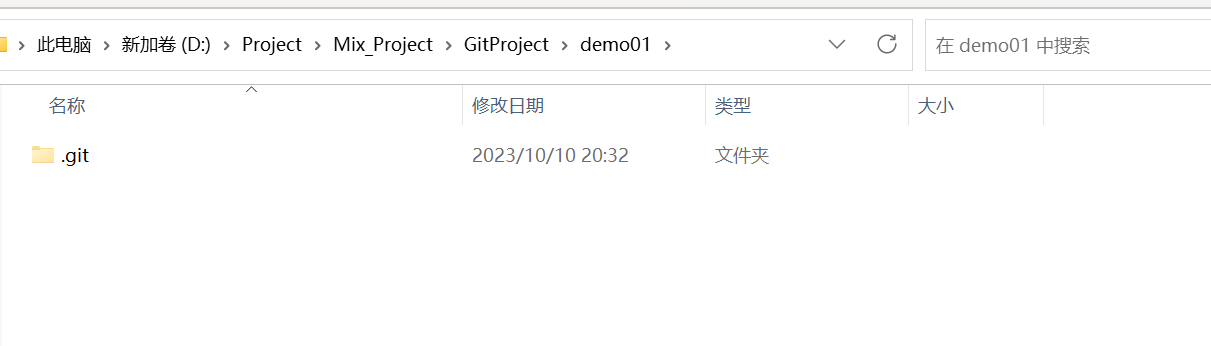 此电脑 > 新加卷 (D:) > Project > Mix_Project > GitProject > demo01 >
在 demo01 中搜索
名称 修改日期 类型 大小
.git 2023/10/10 20:32 文件夹